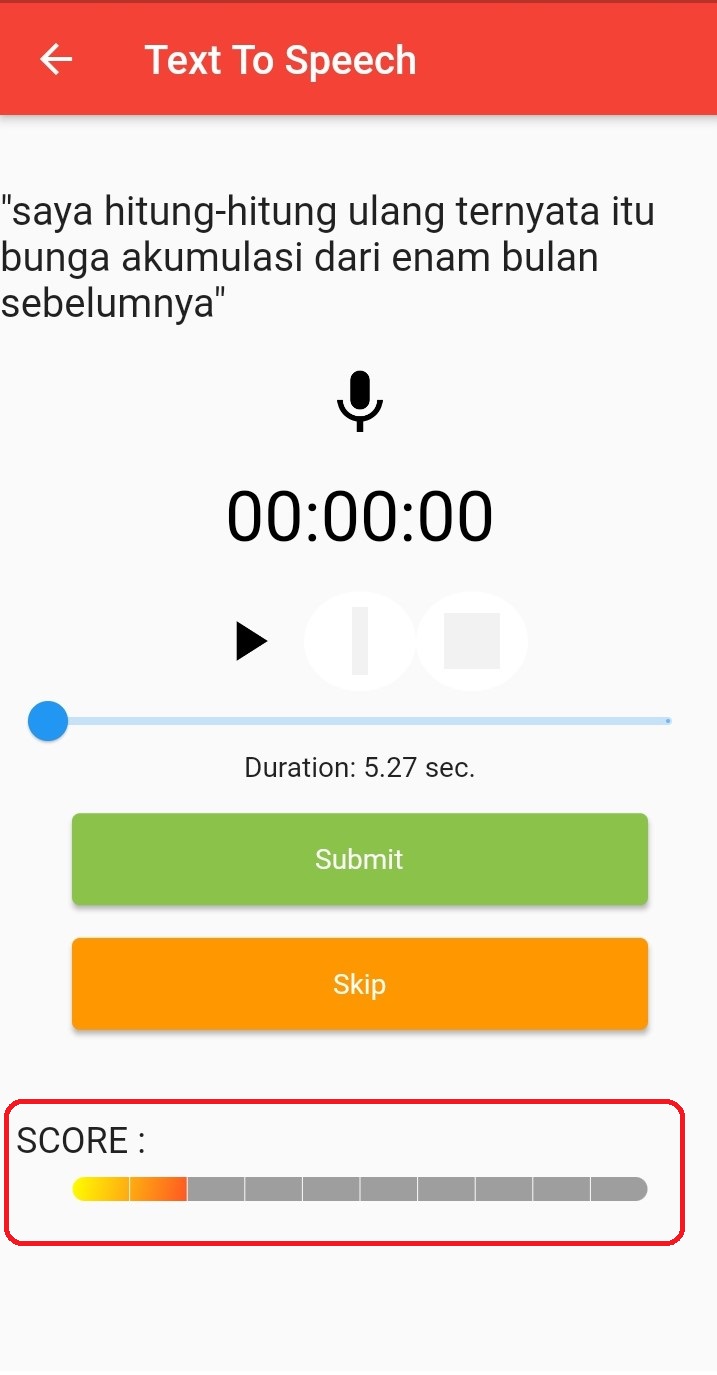 Text To Speech
"saya hitung-hitung ulang ternyata itu
bunga akumulasi dari enam bulan
sebelumnya"
00:00:00
Duration: 5.27 sec.
Submit
Skip
SCORE :